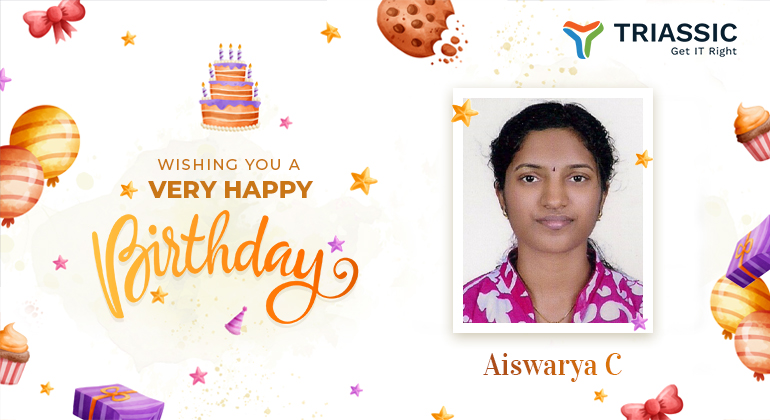 TRIASSIC
Get IT Right
WISHING YOU A
VERY HAPPY
Birthday
Aiswarya C